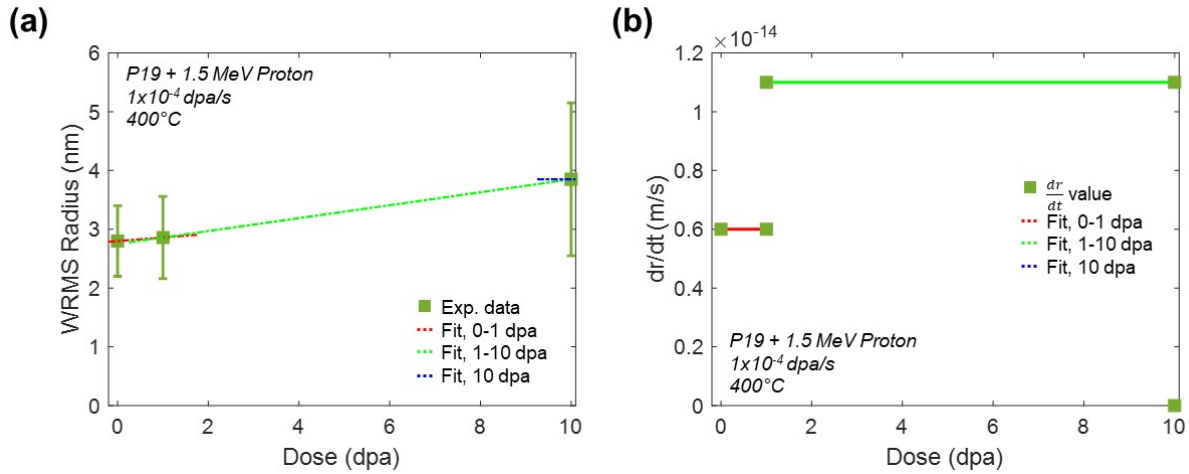 (a)
6
5
4
3
2
1
0
WRMS Radius (nm)
P19 + 1.5 MeV Proton
1x10⁻⁴ dpa/s
400°C
Exp. data
Fit, 0-1 dpa
Fit, 1-10 dpa
Fit, 10 dpa
0 2 4 6 8 10
Dose (dpa)
(b)
×10⁻¹⁴
1.2
1
0.8
0.6
0.4
0.2
0
dr/dt (m/s)
dr/dt value
Fit, 0-1 dpa
Fit, 1-10 dpa
Fit, 10 dpa
P19 + 1.5 MeV Proton
1x10⁻⁴ dpa/s
400°C
0 2 4 6 8 10
Dose (dpa)